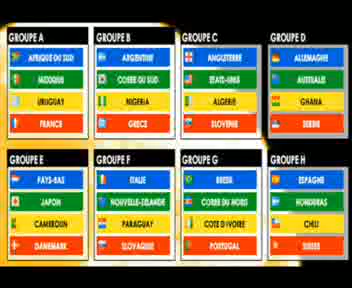 GROUPE A
AFRIQUE DU SUD
MEXIQUE
URUGUAY
FRANCE
GROUPE B
ARGENTINE
COREE DU SUD
NIGERIA
GRECE
GROUPE C
ANGLETERRE
ETATS-UNIS
ALGERIE
SLOVENIE
GROUPE D
ALLEMAGNE
AUSTRALIE
GHANA
SERBIE
GROUPE E
PAYS-BAS
JAPON
CAMEROUN
DANEMARK
GROUPE F
ITALIE
NOUVELLE-ZELANDE
PARAGUAY
SLOVAQUIE
GROUPE G
BRESIL
COREE DU NORD
COTE D'IVOIRE
PORTUGAL
GROUPE H
ESPAGNE
HONDURAS
CHILI
SUISSE